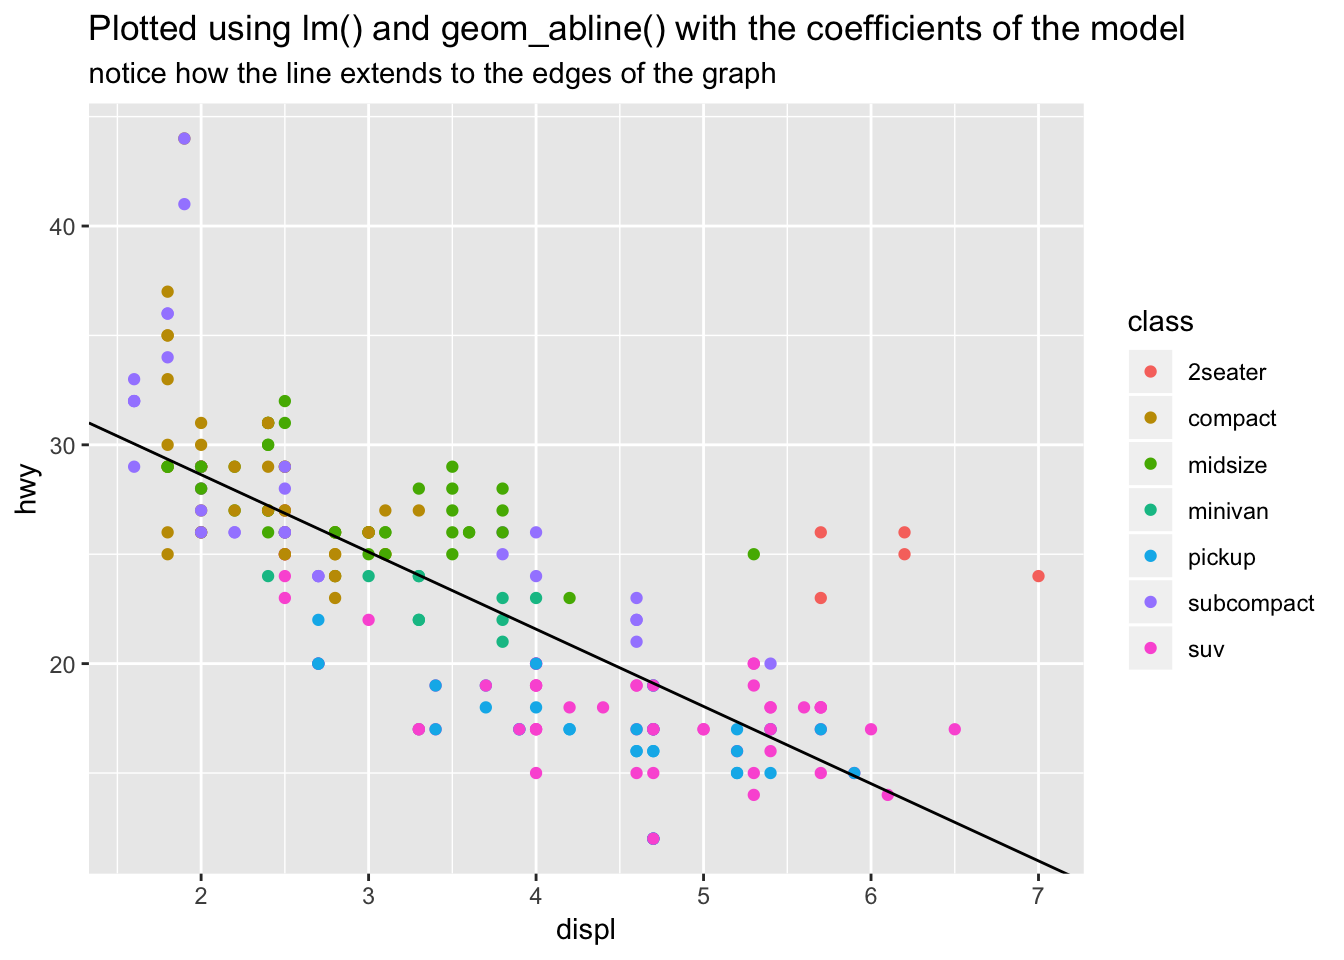 Plotted using lm() and geom_abline() with the coefficients of the model
notice how the line extends to the edges of the graph
hwy
40
30
20
2
3
4
5
6
7
displ
class
2seater
compact
midsize
minivan
pickup
subcompact
suv